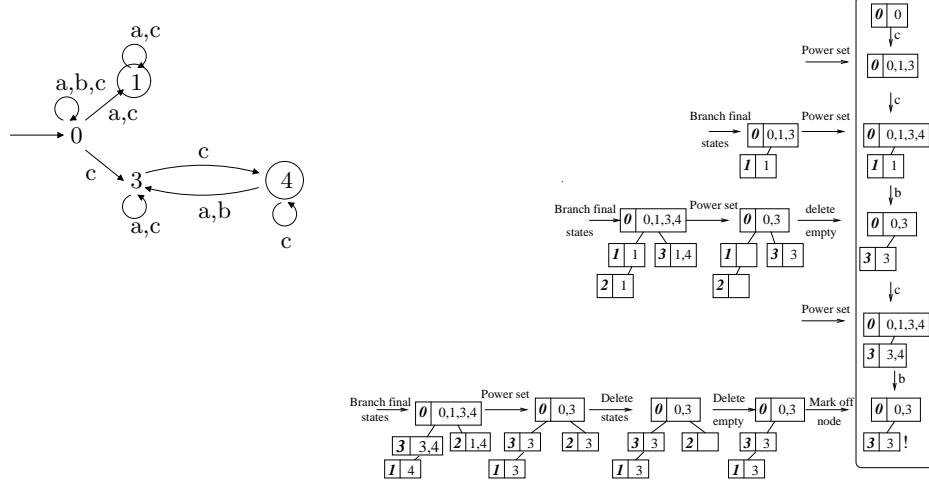 a,c
1
a,b,c
a,c
0
c
c
3
4
a,b
a,c
c
0 0
c
Power set
0 0,1,3
c
Branch final
states
0 0,1,3
1 1
Power set
0 0,1,3,4
1 1
b
Branch final
states
0 0,1,3,4
1 1
3 1,4
2 1
Power set
0 0,3
1
3 3
2
delete
empty
0 0,3
3 3
c
Power set
0 0,1,3,4
3 3,4
b
Branch final
states
0 0,1,3,4
3 3,4
2 1,4
1 4
Power set
0 0,3
3 3
2 3
1 3
Delete
states
0 0,3
3 3
2
1 3
Delete
empty
0 0,3
3 3
1 3
Mark off
node
0 0,3
3 3 !